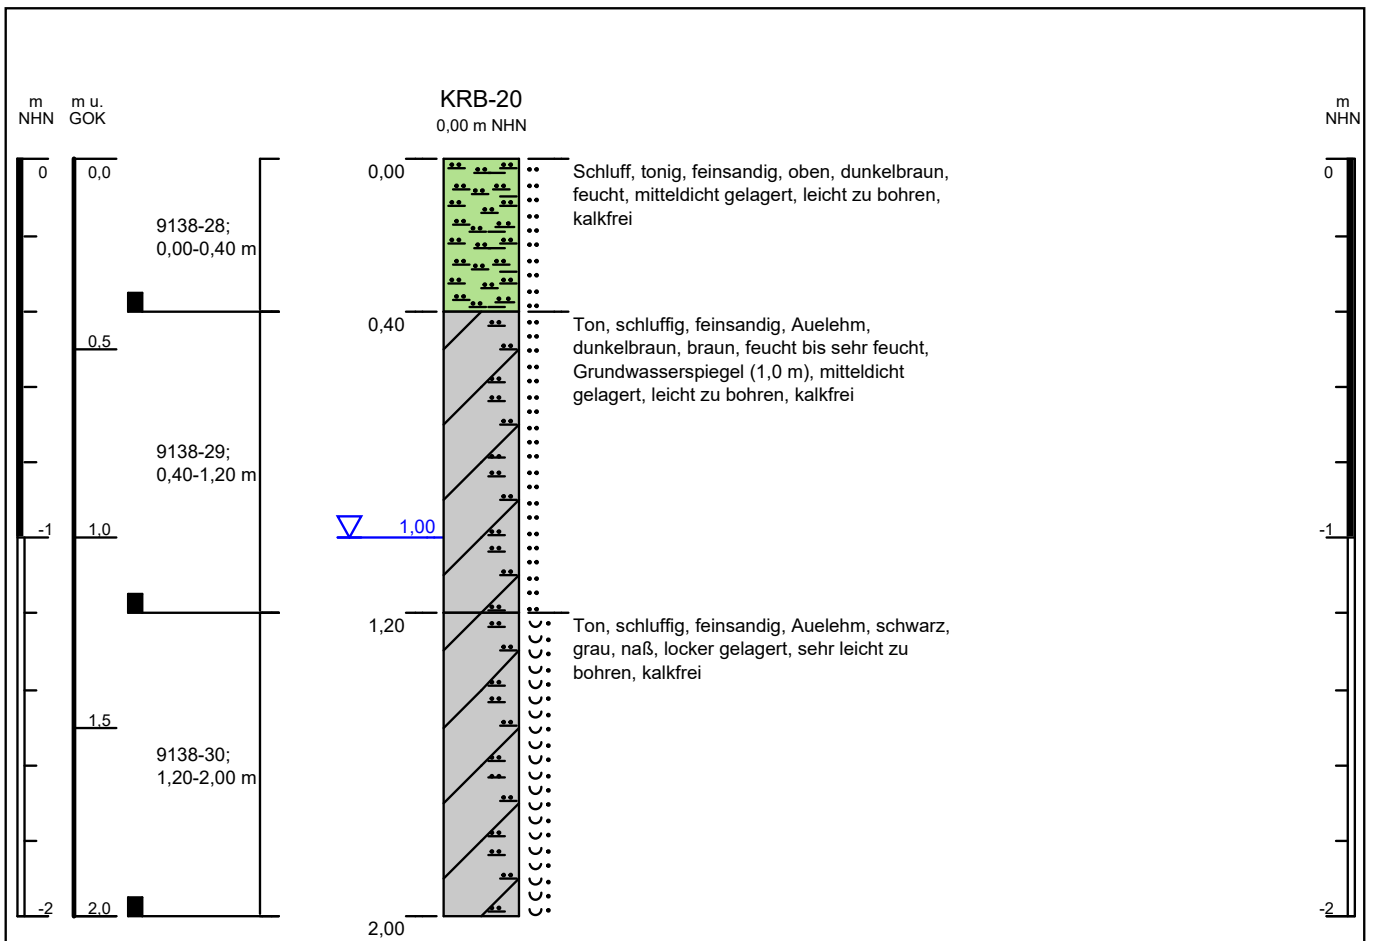 m
NHN
m u.
GOK
KRB-20
0,00 m NHN
m
NHN
0
0,0
0,00
Schluff, tonig, feinsandig, oben, dunkelbraun,
feucht, mitteldicht gelagert, leicht zu bohren,
kalkfrei
0
9138-28;
0,00-0,40 m
0,40
Ton, schluffig, feinsandig, Auelehm,
dunkelbraun, braun, feucht bis sehr feucht,
Grundwasserspiegel (1,0 m), mitteldicht
gelagert, leicht zu bohren, kalkfrei
0,5
9138-29;
0,40-1,20 m
-1
1,0
1,00
-1
1,20
Ton, schluffig, feinsandig, Auelehm, schwarz,
grau, naß, locker gelagert, sehr leicht zu
bohren, kalkfrei
1,5
9138-30;
1,20-2,00 m
-2
2,0
2,00
-2